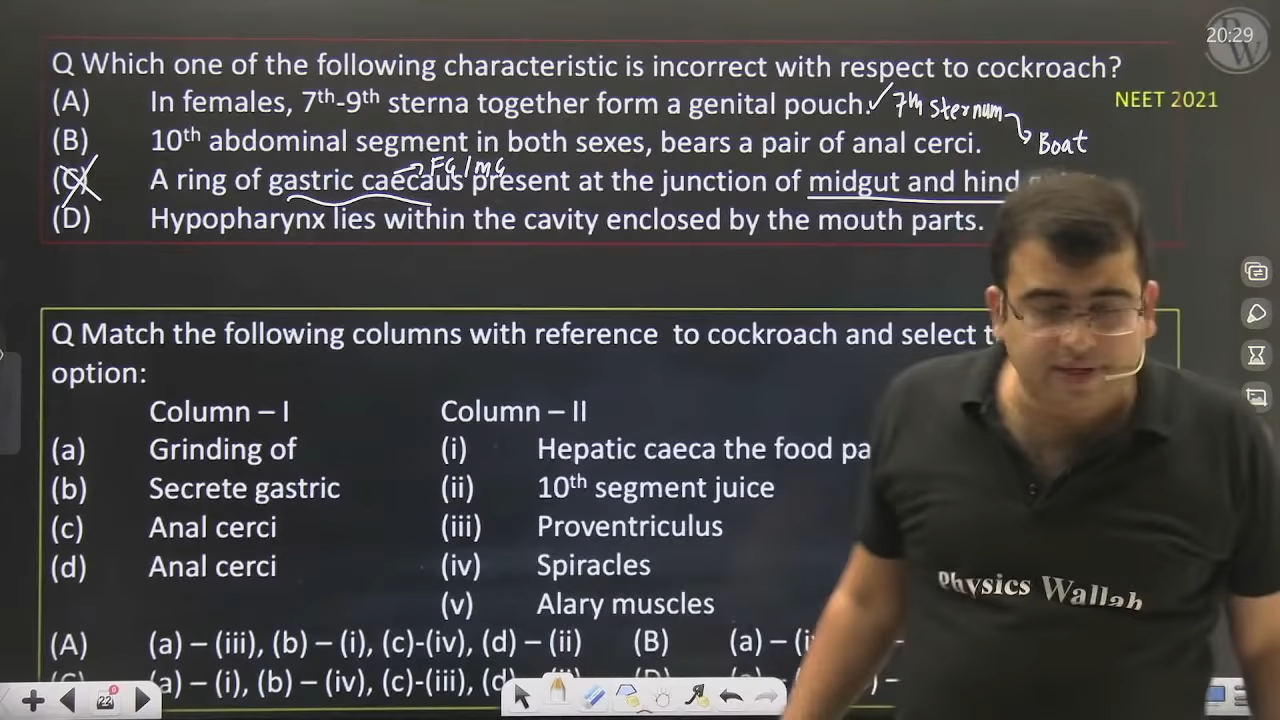 20:29
Q Which one of the following characteristic is incorrect with respect to cockroach?
NEET 2021
(A) In females, 7th-9th sterna together form a genital pouch. ✓ 7th sternum
Boat
(B) 10th abdominal segment in both sexes, bears a pair of anal cerci.
FG/MG
(C) A ring of gastric caecaus present at the junction of midgut and hind
(D) Hypopharynx lies within the cavity enclosed by the mouth parts.
Q Match the following columns with reference to cockroach and select
option:
Column – I Column – II
(a) Grinding of (i) Hepatic caeca the food
(b) Secrete gastric (ii) 10th segment juice
(c) Anal cerci (iii) Proventriculus
(d) Anal cerci (iv) Spiracles
(v) Alary muscles
(A) (a) – (iii), (b) – (i), (c)-(iv), (d) – (ii) (B) (a) –
(a) – (i), (b) – (iv), (c)-(iii),
Physics Wallah
22